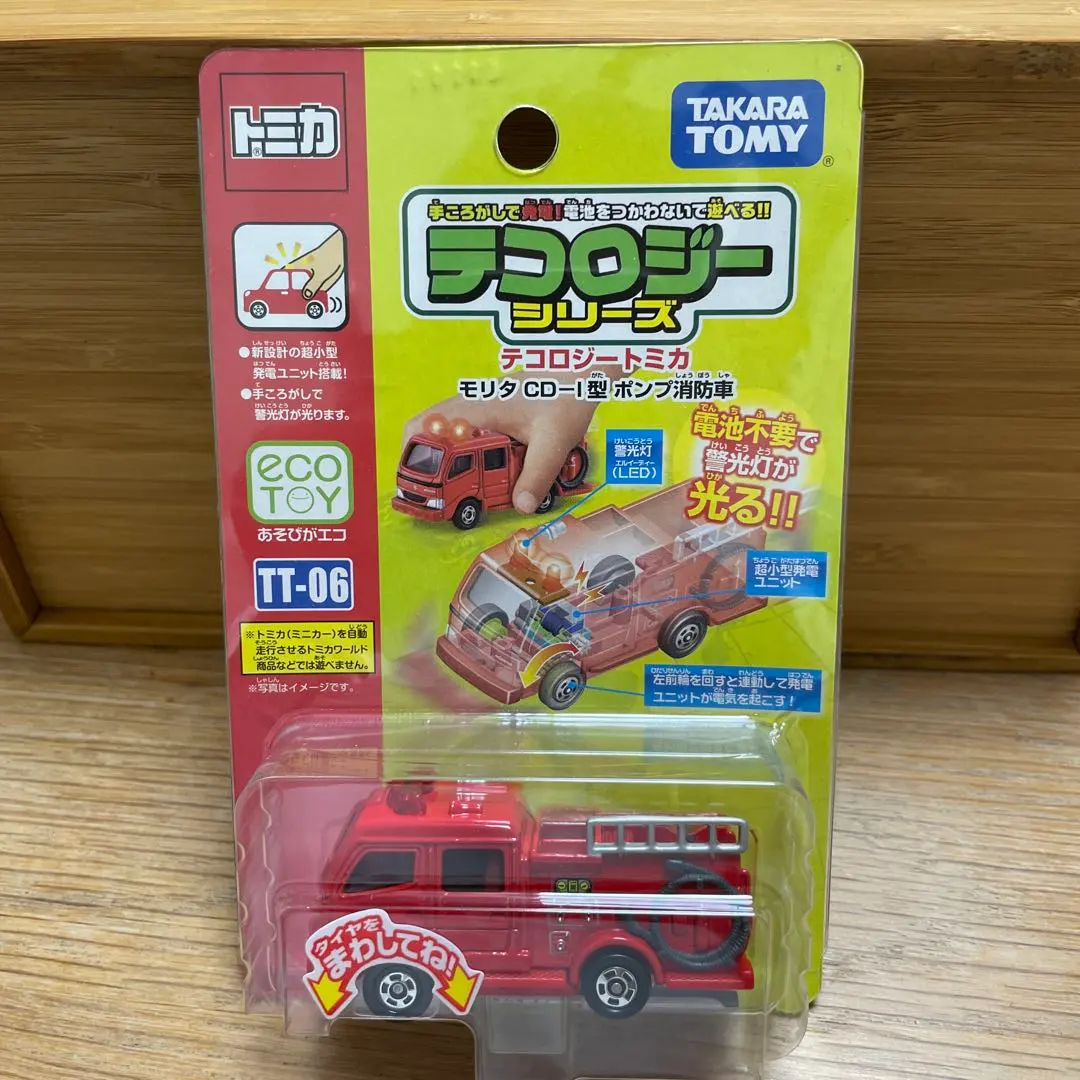 トミカ
TAKARA
TOMY
手ころがしで発電!電池をつかわないで遊べる!!
テコロジー
シリーズ
テコロジートミカ
モリタ CD-I型 ポンプ消防車
●新設計の超小型
発電ユニット搭載!
●手ころがしで
警光灯が光ります。
eco
TOY
あそびがエコ
TT-06
※トミカ(ミニカー)を自動
走行させるトミカワールド
商品などでは遊べません。
※写真はイメージです。
警光灯
(LED)
電池不要で
警光灯が
光る!!
超小型発電
ユニット
左前輪を回すと連動して発電
ユニットが電気を起こす!
タイヤを
まわしてね!